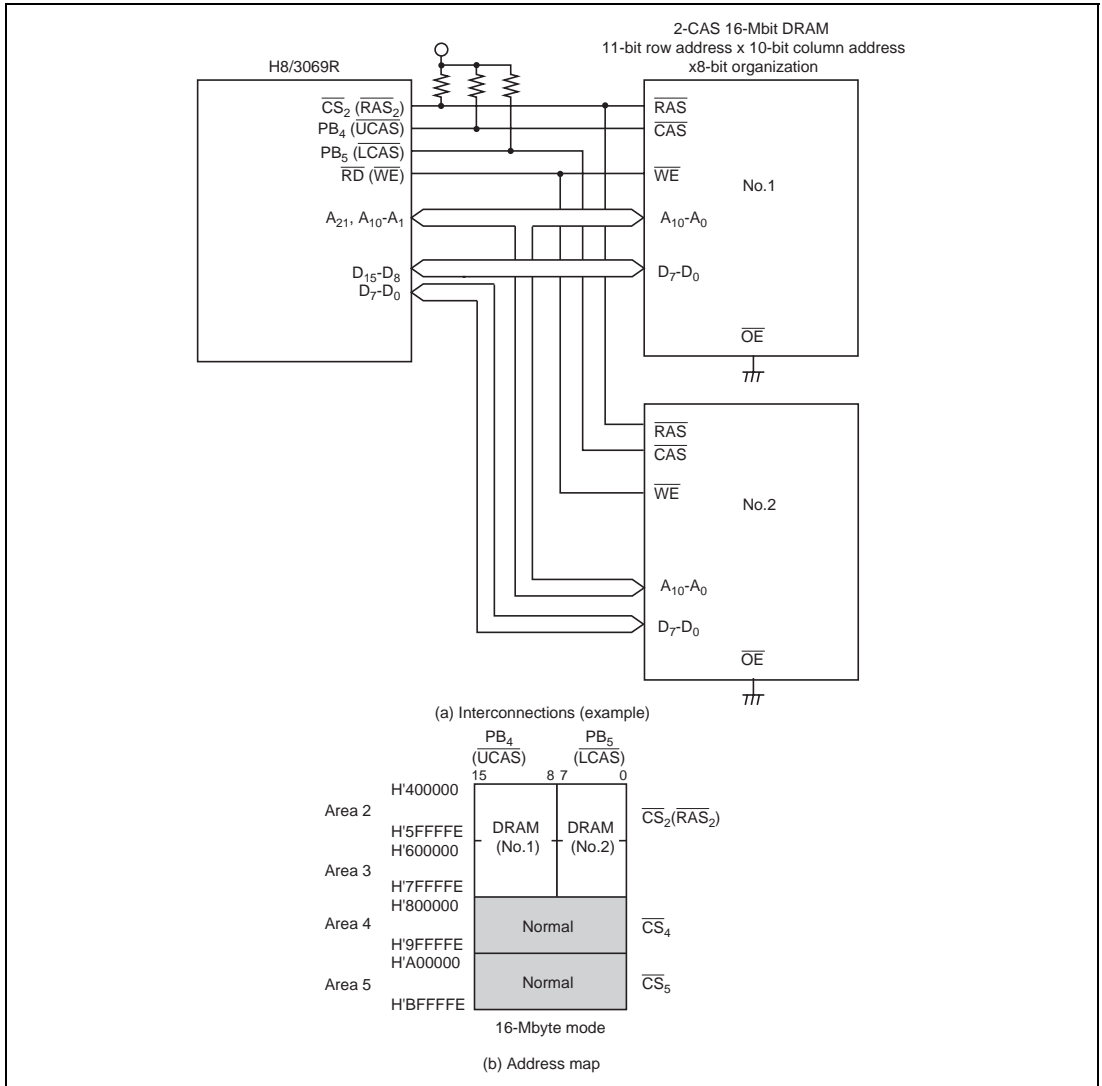 2-CAS 16-Mbit DRAM
11-bit row address x 10-bit column address
x8-bit organization
H8/3069R
CS2 (RAS2)
PB4 (UCAS)
PB5 (LCAS)
RD (WE)
A21, A10-A1
D15-D8
D7-D0
RAS
CAS
WE
No.1
A10-A0
D7-D0
OE
RAS
CAS
WE
No.2
A10-A0
D7-D0
OE
(a) Interconnections (example)
PB4 PB5
(UCAS) (LCAS)
15 8 7 0
H'400000
Area 2
CS2(RAS2)
H'5FFFFE
DRAM DRAM
H'600000
(No.1) (No.2)
Area 3
H'7FFFFE
H'800000
Area 4
Normal
CS4
H'9FFFFE
H'A00000
Area 5
Normal
CS5
H'BFFFFE
16-Mbyte mode
(b) Address map